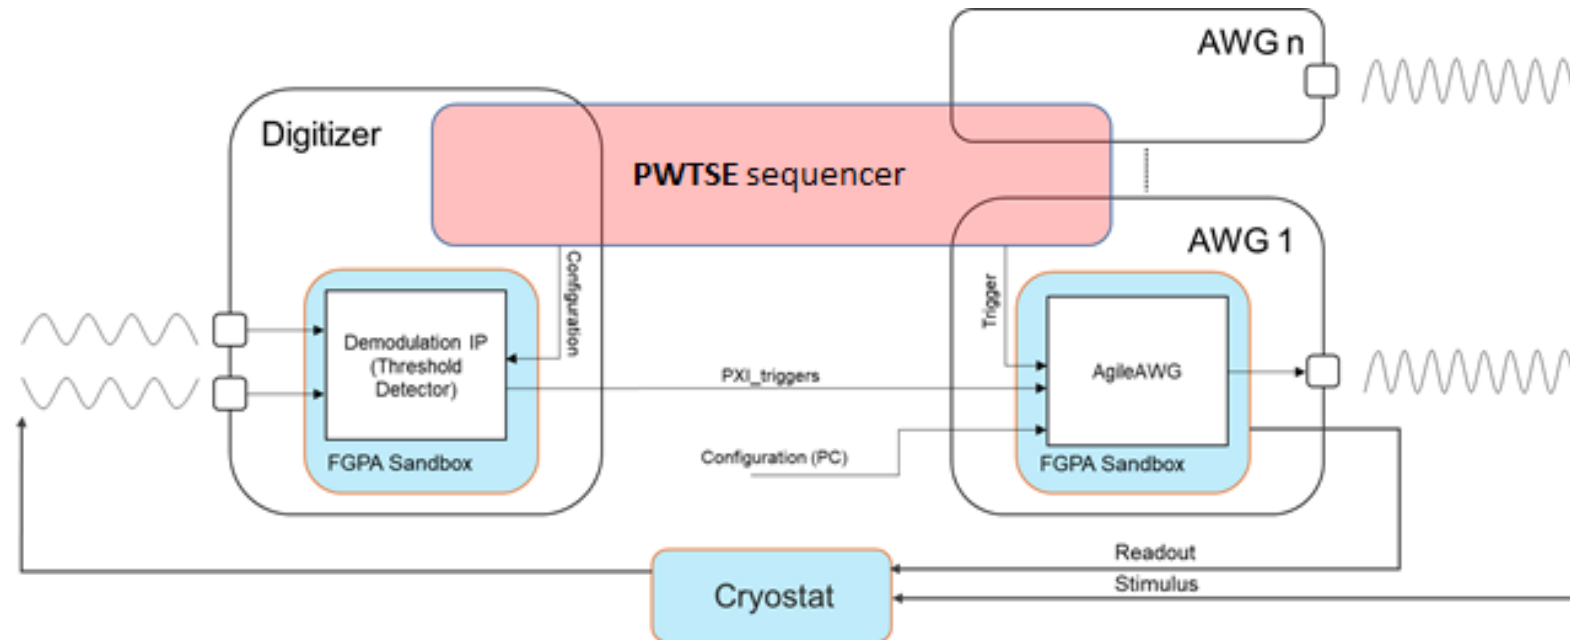 AWG n
Digitizer
PWTSE sequencer
AWG 1
Configuration
Trigger
Demodulation IP
(Threshold
Detector)
PXI_triggers
AgileAWG
Configuration (PC)
FGPA Sandbox
FGPA Sandbox
Readout
Stimulus
Cryostat